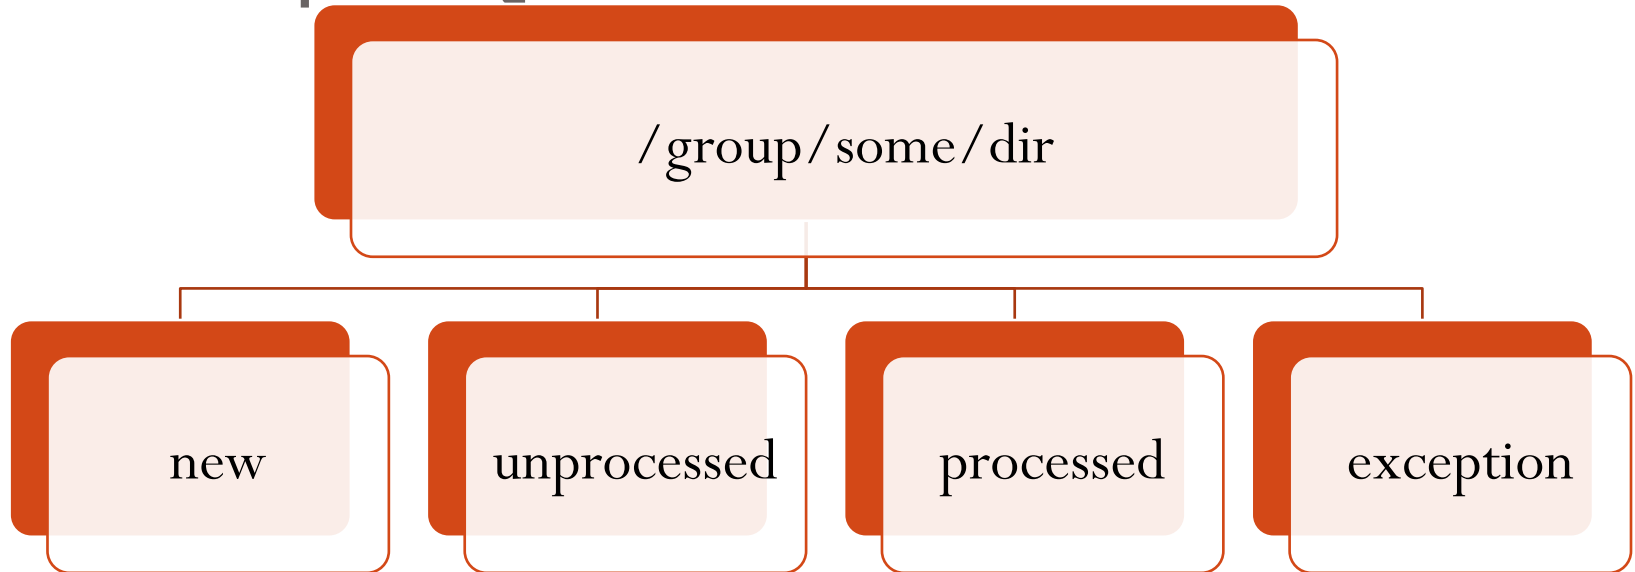 /group/some/dir
new
unprocessed
processed
exception